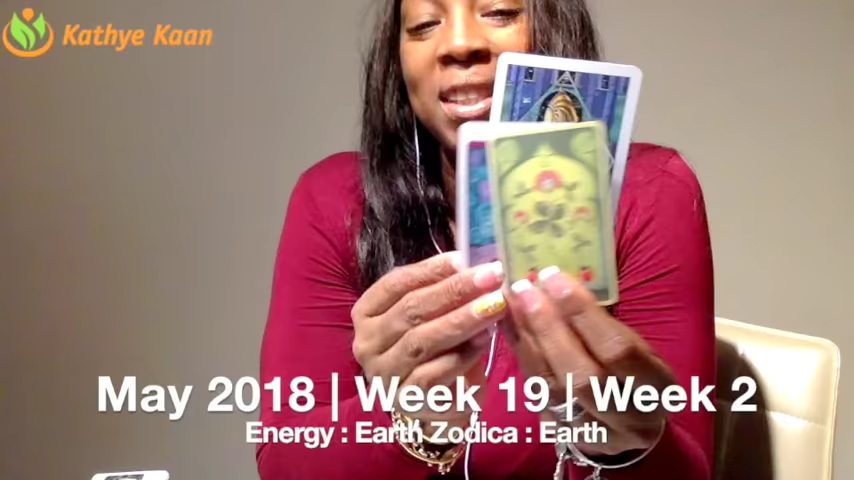 Kathye Kaan
May 2018 | Week 19 | Week 2
Energy : Earth Zodica : Earth